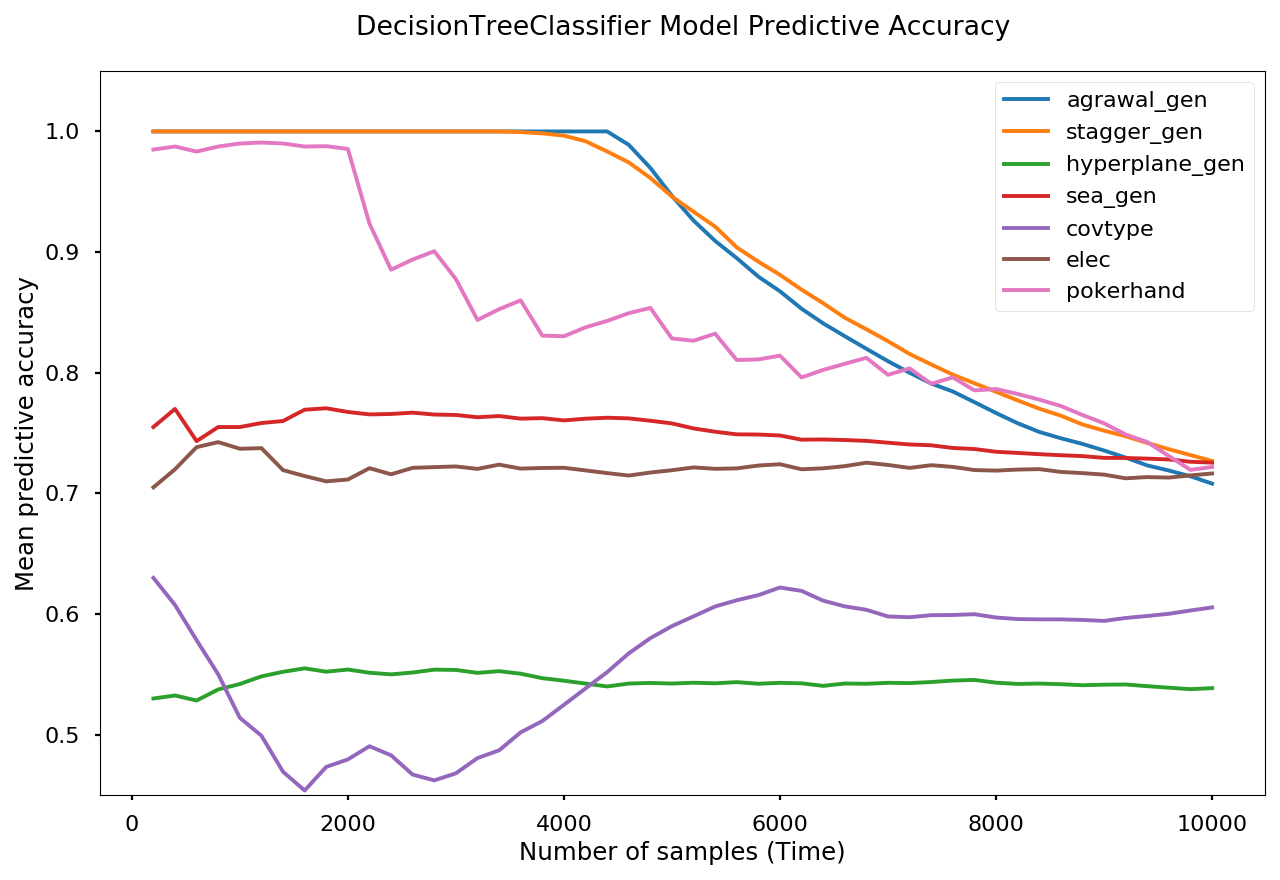 DecisionTreeClassifier Model Predictive Accuracy
agrawal_gen
stagger_gen
hyperplane_gen
sea_gen
covtype
elec
pokerhand
Mean predictive accuracy
1.0
0.9
0.8
0.7
0.6
0.5
0 2000 4000 6000 8000 10000
Number of samples (Time)